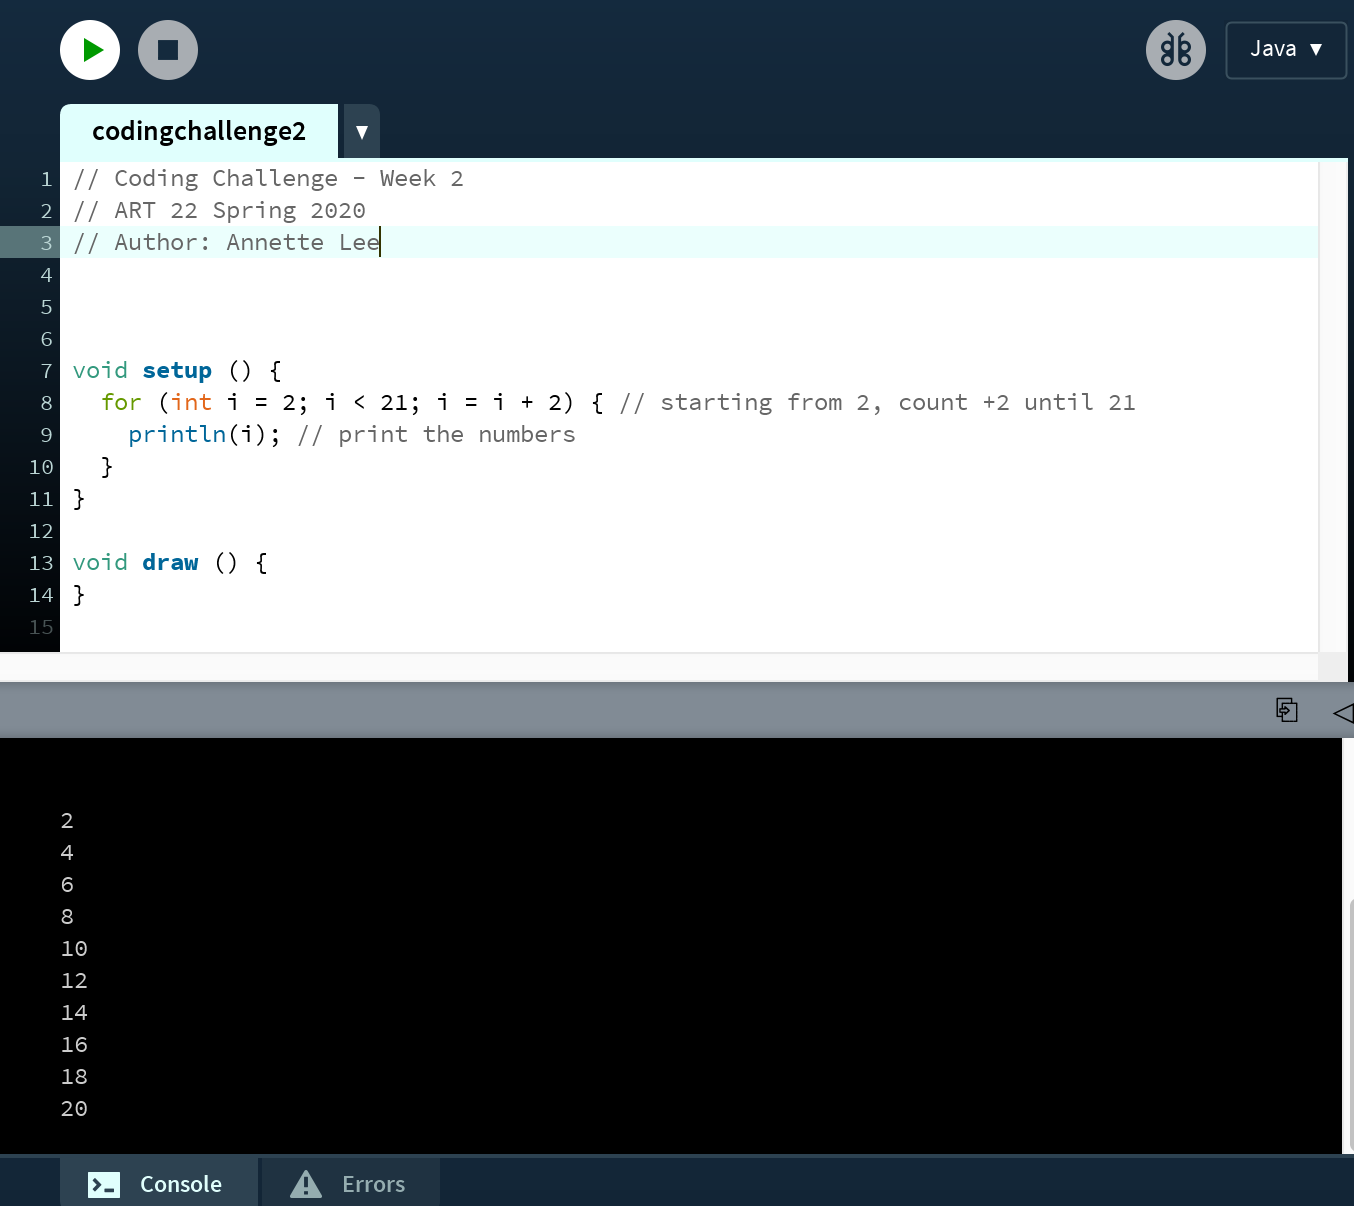 Java ▼
codingchallenge2 ▼
1 // Coding Challenge - Week 2
2 // ART 22 Spring 2020
3 // Author: Annette Lee
4
5
6
7 void setup () {
8   for (int i = 2; i < 21; i = i + 2) { // starting from 2, count +2 until 21
9     println(i); // print the numbers
10   }
11 }
12
13 void draw () {
14 }
15
2
4
6
8
10
12
14
16
18
20
Console Errors